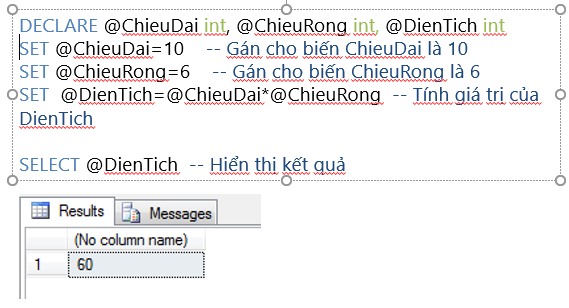 DECLARE @ChieuDai int, @ChieuRong int, @DienTich int
SET @ChieuDai=10 -- Gán cho biến ChieuDai là 10
SET @ChieuRong=6 -- Gán cho biến ChieuRong là 6
SET @DienTich=@ChieuDai*@ChieuRong -- Tính giá trị của
DienTich
SELECT @DienTich -- Hiển thị kết quả
Results Messages
(No column name)
1 60